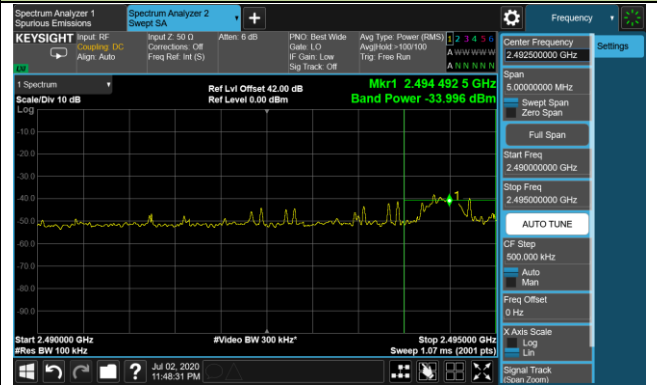 Spectrum Analyzer 1
Spurious Emissions
Spectrum Analyzer 2
Swept SA
Frequency
KEYSIGHT
Input: RF
Coupling: DC
Align: Auto
Input Z: 50 Ω
Corrections: Off
Freq Ref: Int (S)
Atten: 6 dB
PNO: Best Wide
Gate: LO
IF Gain: Low
Sig Track: Off
Avg Type: Power (RMS)
Avg|Hold:>100/100
Trig: Free Run
1 2 3 4 5 6
A W W W W W
A N N N N N
LXI
1 Spectrum
Scale/Div 10 dB
Ref Lvl Offset 42.00 dB
Ref Level 0.00 dBm
Mkr1 2.494 492 5 GHz
Band Power -33.996 dBm
Log
-10.0
-20.0
-30.0
-40.0
-50.0
-60.0
-70.0
-80.0
-90.0
1
Start 2.490000 GHz
#Res BW 100 kHz
#Video BW 300 kHz*
Stop 2.495000 GHz
Sweep 1.07 ms (2001 pts)
Jul 02, 2020
11:48:31 PM
Center Frequency
2.492500000 GHz
Settings
Span
5.00000000 MHz
Swept Span
Zero Span
Full Span
Start Freq
2.490000000 GHz
Stop Freq
2.495000000 GHz
AUTO TUNE
CF Step
500.000 kHz
Auto
Man
Freq Offset
0 Hz
X Axis Scale
Log
Lin
Signal Track
(Span Zoom)